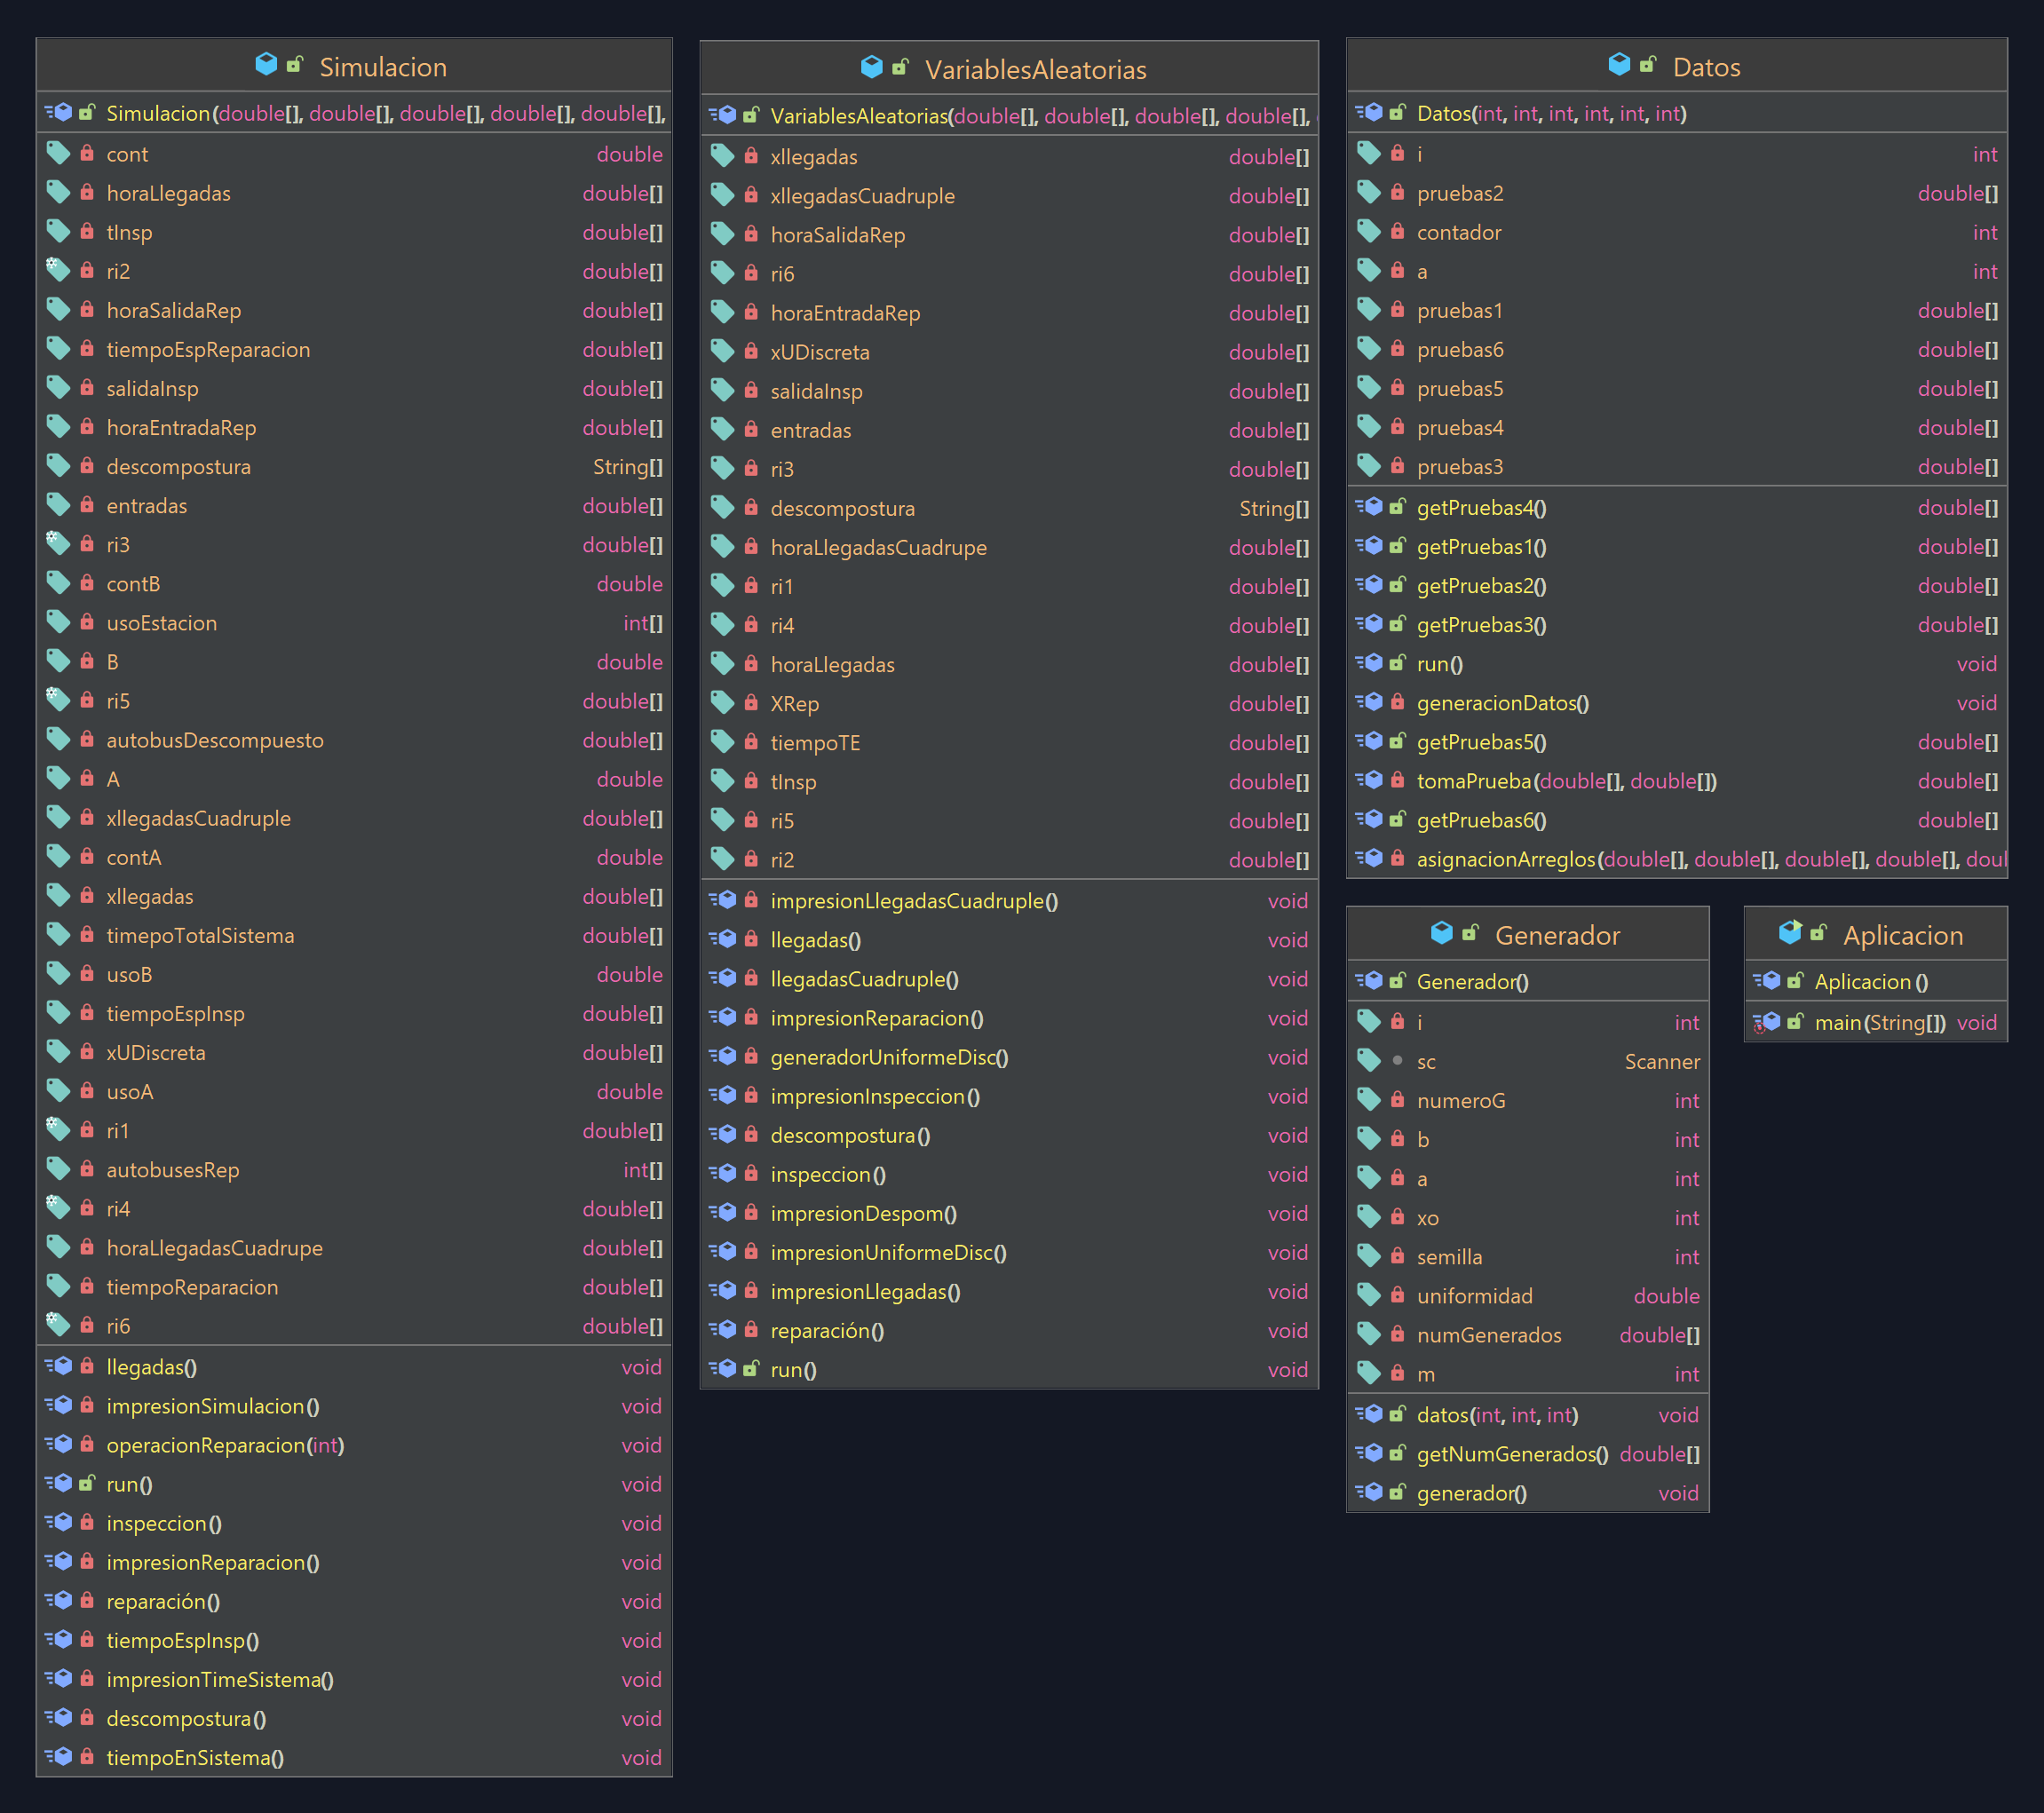 Simulacion
Simulacion(double[], double[], double[], double[], double[],
cont double
horaLlegadas double[]
tInsp double[]
ri2 double[]
horaSalidaRep double[]
tiempoEspReparacion double[]
salidaInsp double[]
horaEntradaRep double[]
descompostura String[]
entradas double[]
ri3 double[]
contB double
usoEstacion int[]
B double
ri5 double[]
autobusDescompuesto double[]
A double
xllegadasCuadruple double[]
contA double
xllegadas double[]
timepoTotalSistema double[]
usoB double
tiempoEspInsp double[]
xUDiscreta double[]
usoA double
ri1 double[]
autobusesRep int[]
ri4 double[]
horaLlegadasCuadrupe double[]
tiempoReparacion double[]
ri6 double[]
llegadas() void
impresionSimulacion() void
operacionReparacion(int) void
run() void
inspeccion() void
impresionReparacion() void
reparación() void
tiempoEspInsp() void
impresionTimeSistema() void
descompostura() void
tiempoEnSistema() void
VariablesAleatorias
VariablesAleatorias(double[], double[], double[], double[],
xllegadas double[]
xllegadasCuadruple double[]
horaSalidaRep double[]
ri6 double[]
horaEntradaRep double[]
xUDiscreta double[]
salidaInsp double[]
entradas double[]
ri3 double[]
descompostura String[]
horaLlegadasCuadrupe double[]
ri1 double[]
ri4 double[]
horaLlegadas double[]
XRep double[]
tiempoTE double[]
tInsp double[]
ri5 double[]
ri2 double[]
impresionLlegadasCuadruple() void
llegadas() void
llegadasCuadruple() void
impresionReparacion() void
generadorUniformeDisc() void
impresionInspeccion() void
descompostura() void
inspeccion() void
impresionDespom() void
impresionUniformeDisc() void
impresionLlegadas() void
reparación() void
run() void
Datos
Datos(int, int, int, int, int, int)
i int
pruebas2 double[]
contador int
a int
pruebas1 double[]
pruebas6 double[]
pruebas5 double[]
pruebas4 double[]
pruebas3 double[]
getPruebas4() double[]
getPruebas1() double[]
getPruebas2() double[]
getPruebas3() double[]
run() void
generacionDatos() void
getPruebas5() double[]
tomaPrueba(double[], double[]) double[]
getPruebas6() double[]
asignacionArreglos(double[], double[], double[], double[], doul
Generador
Generador()
i int
sc Scanner
numeroG int
b int
a int
xo int
semilla int
uniformidad double
numGenerados double[]
m int
datos(int, int, int) void
getNumGenerados() double[]
generador() void
Aplicacion
Aplicacion()
main(String[]) void